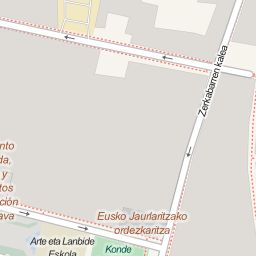 Zerkabarren kalea
nto
da,
y
tos
ción
ava
Eusko Jaurlaritzako
ordezkaritza
Arte eta Lanbide
Eskola
Konde